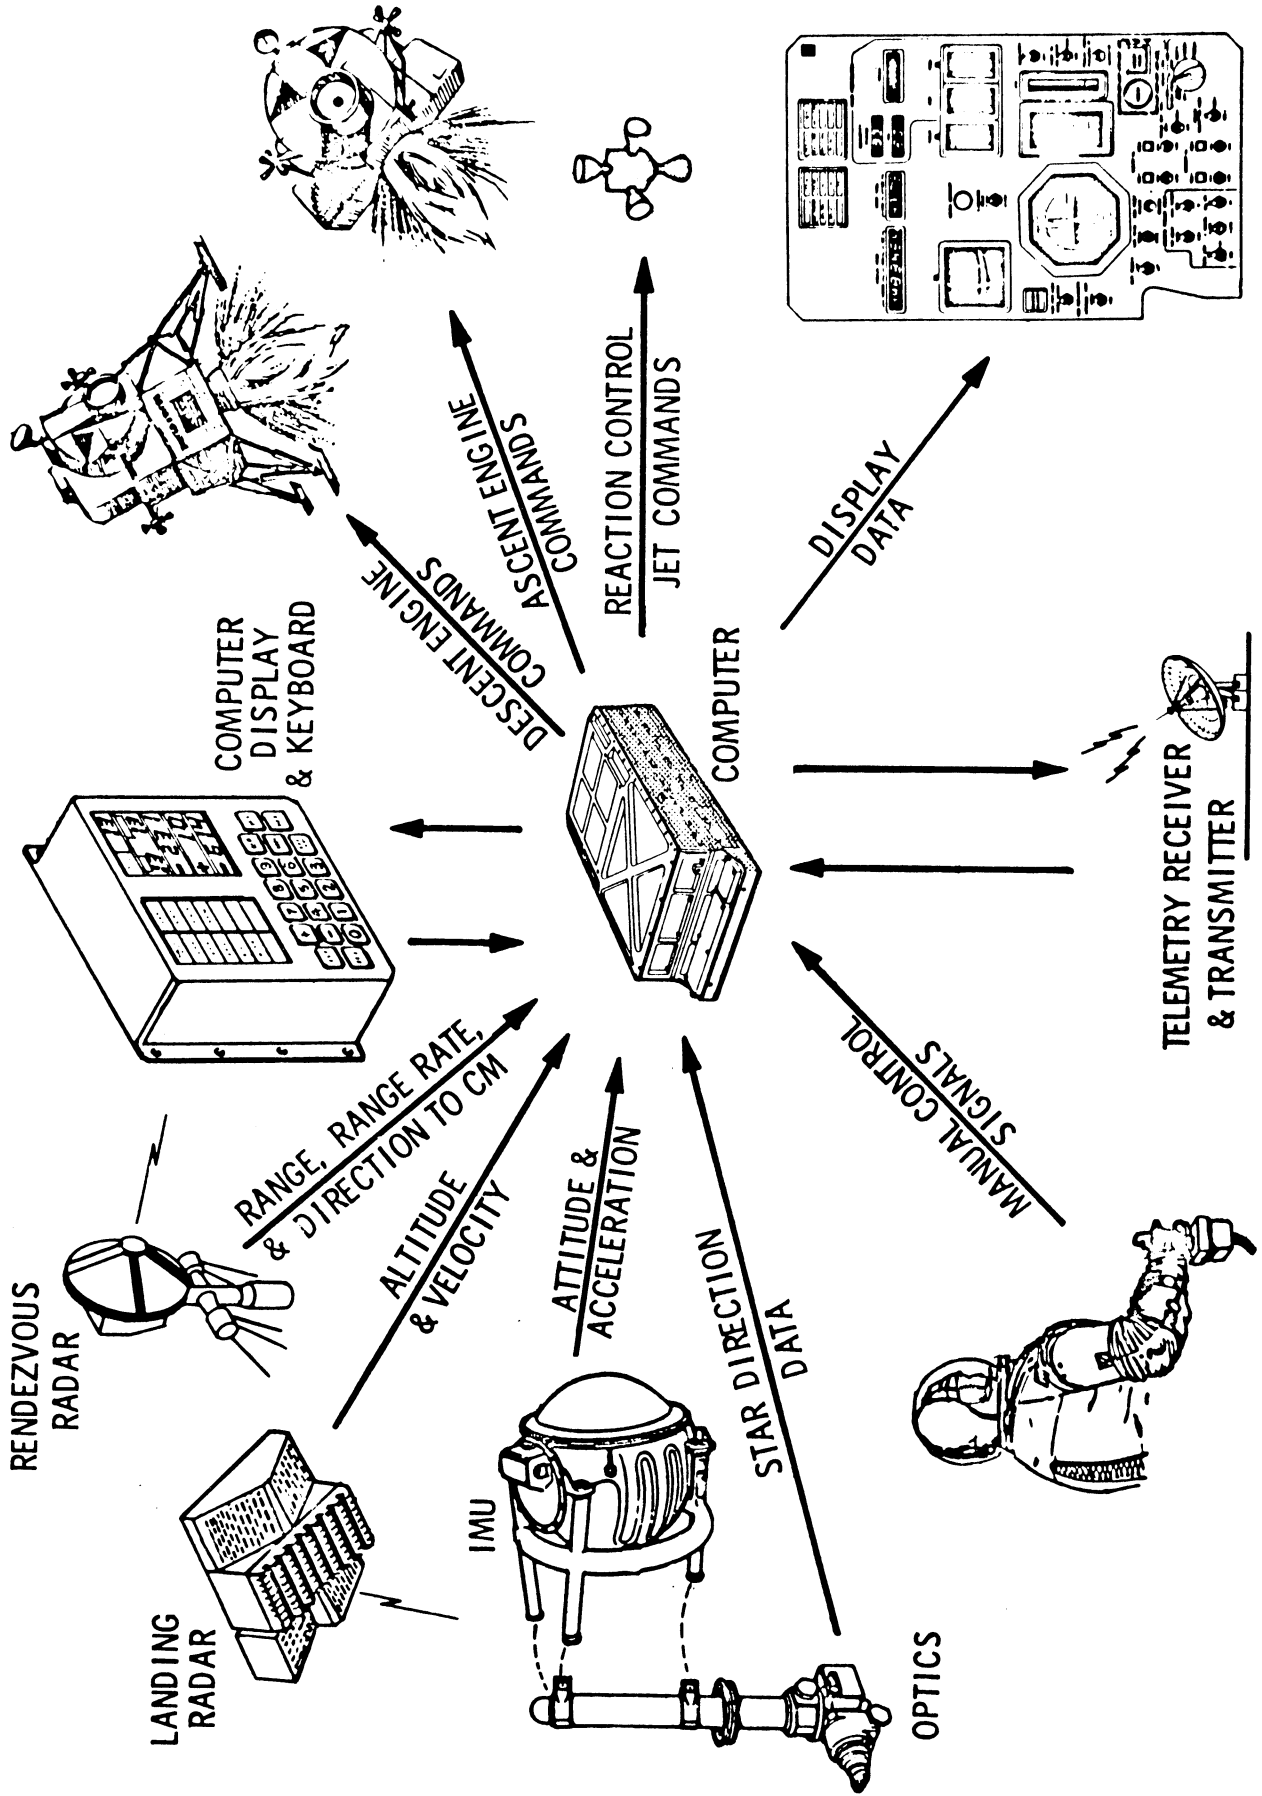 LANDING
RADAR
RENDEZVOUS
RADAR
COMPUTER
DISPLAY
& KEYBOARD
RANGE, RANGE RATE,
& DIRECTION TO CM
ALTITUDE
& VELOCITY
DESCENT ENGINE
COMMANDS
ASCENT ENGINE
COMMANDS
IMU
ATTITUDE &
ACCELERATION
REACTION CONTROL
JET COMMANDS
STAR DIRECTION
DATA
COMPUTER
DISPLAY
DATA
OPTICS
MANUAL CONTROL
SIGNALS
TELEMETRY RECEIVER
& TRANSMITTER